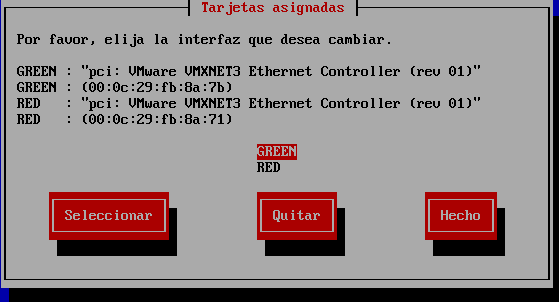 Tarjetas asignadas
Por favor, elija la interfaz que desea cambiar.
GREEN : "pci: VMware VMXNET3 Ethernet Controller (rev 01)"
GREEN : (00:0c:29:fb:8a:7b)
RED   : "pci: VMware VMXNET3 Ethernet Controller (rev 01)"
RED   : (00:0c:29:fb:8a:71)
GREEN
RED
Seleccionar Quitar Hecho